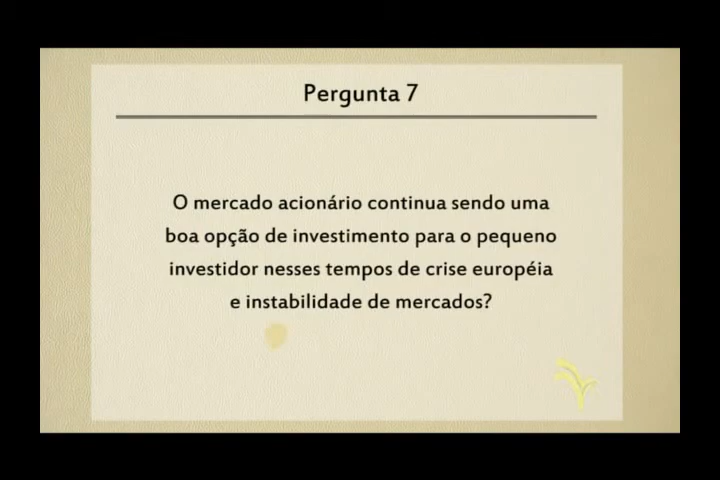 Pergunta 7
O mercado acionário continua sendo uma
boa opção de investimento para o pequeno
investidor nesses tempos de crise européia
e instabilidade de mercados?